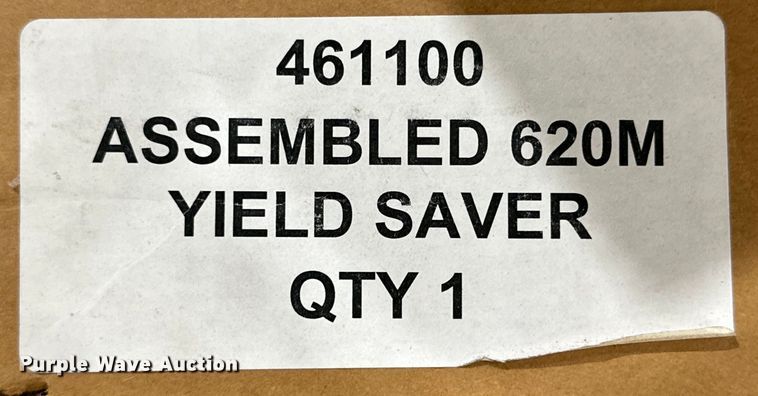 461100
ASSEMBLED 620M
YIELD SAVER
QTY 1
Purple Wave Auction